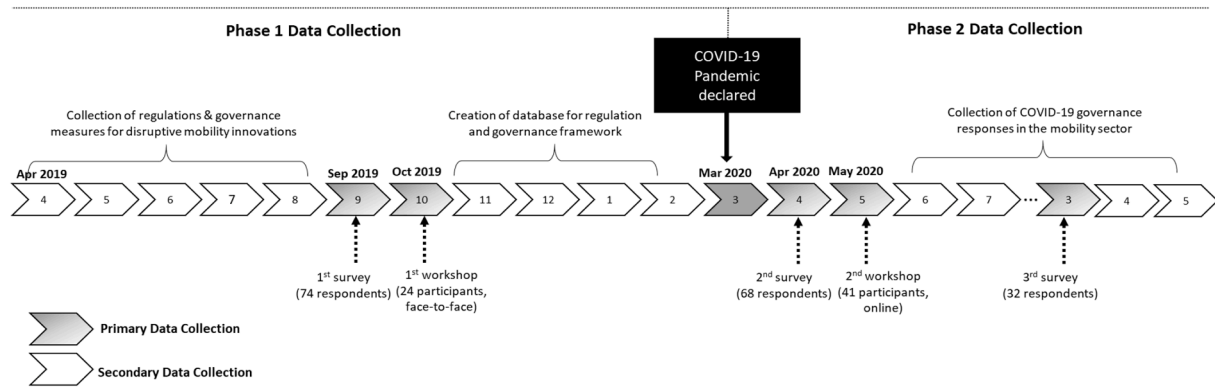 Phase 1 Data Collection
Phase 2 Data Collection
COVID-19
Pandemic
declared
Collection of regulations & governance
measures for disruptive mobility innovations
Creation of database for regulation
and governance framework
Collection of COVID-19 governance
responses in the mobility sector
Apr 2019
Sep 2019
Oct 2019
Mar 2020
Apr 2020
May 2020
4 5 6 7 8 9 10 11 12 1 2 3 4 5 6 7 ... 3 4 5
1st survey
(74 respondents)
1st workshop
(24 participants,
face-to-face)
2nd survey
(68 respondents)
2nd workshop
(41 participants,
online)
3rd survey
(32 respondents)
Primary Data Collection
Secondary Data Collection